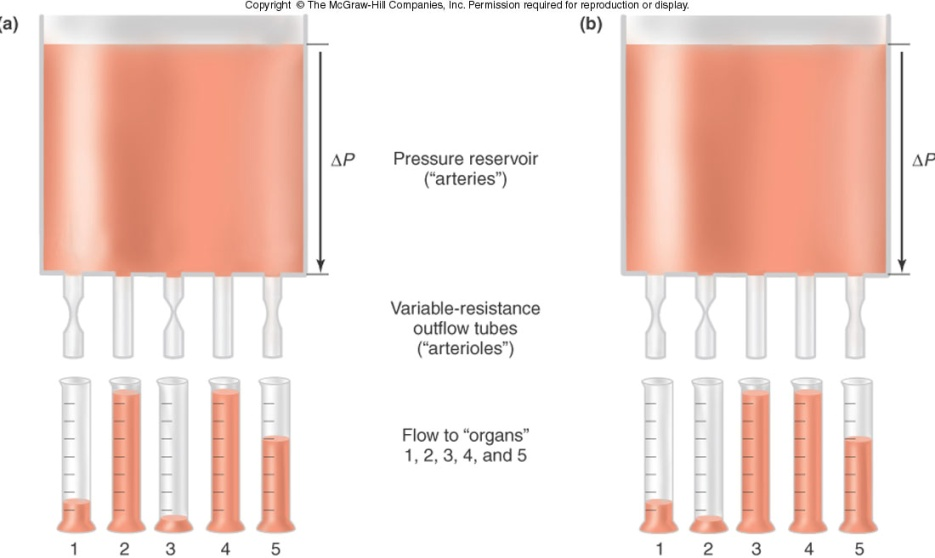 Copyright © The McGraw-Hill Companies, Inc. Permission required for reproduction or display.
(a)
ΔP
Pressure reservoir
(“arteries”)
Variable-resistance
outflow tubes
(“arterioles”)
Flow to “organs”
1, 2, 3, 4, and 5
1 2 3 4 5
(b)
ΔP
1 2 3 4 5